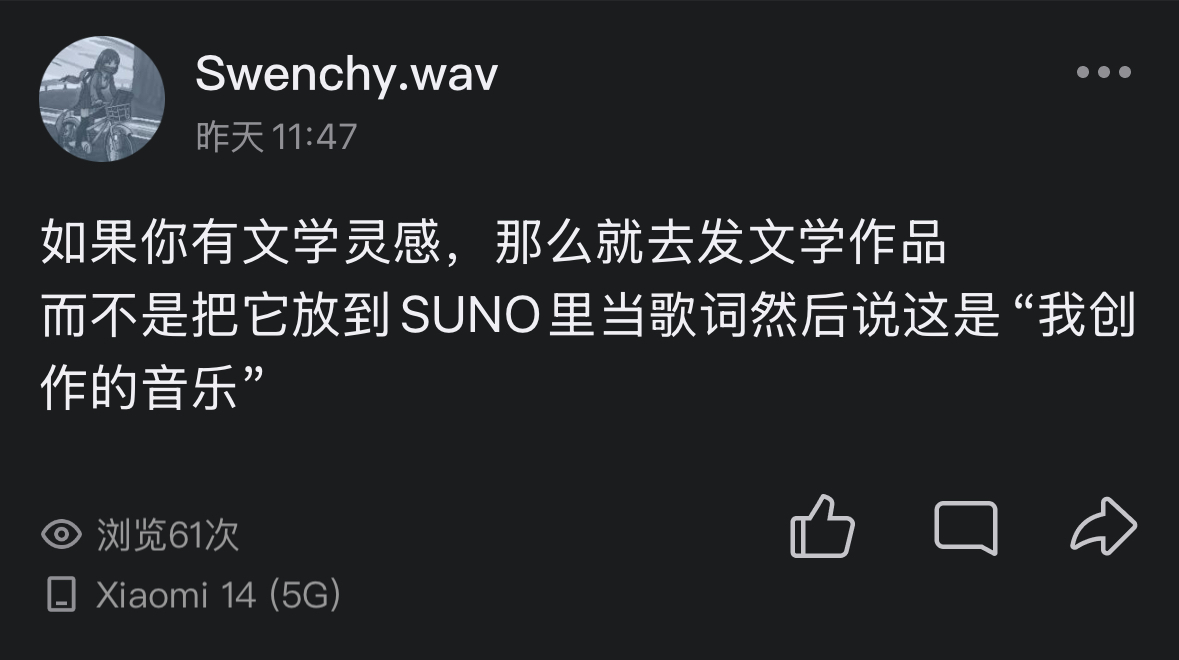 Swenchy.wav
昨天 11:47
如果你有文学灵感，那么就去发文学作品
而不是把它放到SUNO里当歌词然后说这是“我创
作的音乐”
浏览61次
Xiaomi 14 (5G)